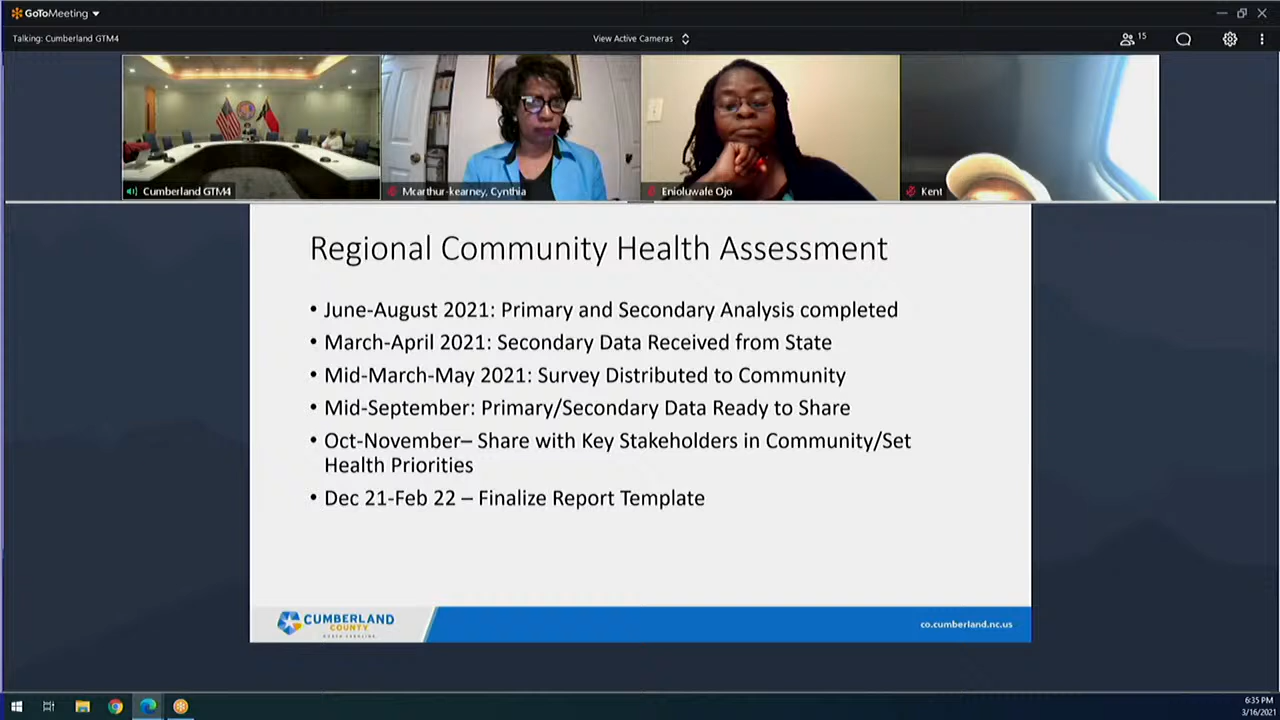 GoToMeeting
Talking: Cumberland GTM4
View Active Cameras
15
Cumberland GTM4
Mcarthur-kearney, Cynthia
Enioluwale Ojo
Kent
Regional Community Health Assessment
• June-August 2021: Primary and Secondary Analysis completed
• March-April 2021: Secondary Data Received from State
• Mid-March-May 2021: Survey Distributed to Community
• Mid-September: Primary/Secondary Data Ready to Share
• Oct-November– Share with Key Stakeholders in Community/Set
Health Priorities
• Dec 21-Feb 22 – Finalize Report Template
CUMBERLAND
COUNTY
NORTH CAROLINA
co.cumberland.nc.us
6:35 PM
3/16/2021